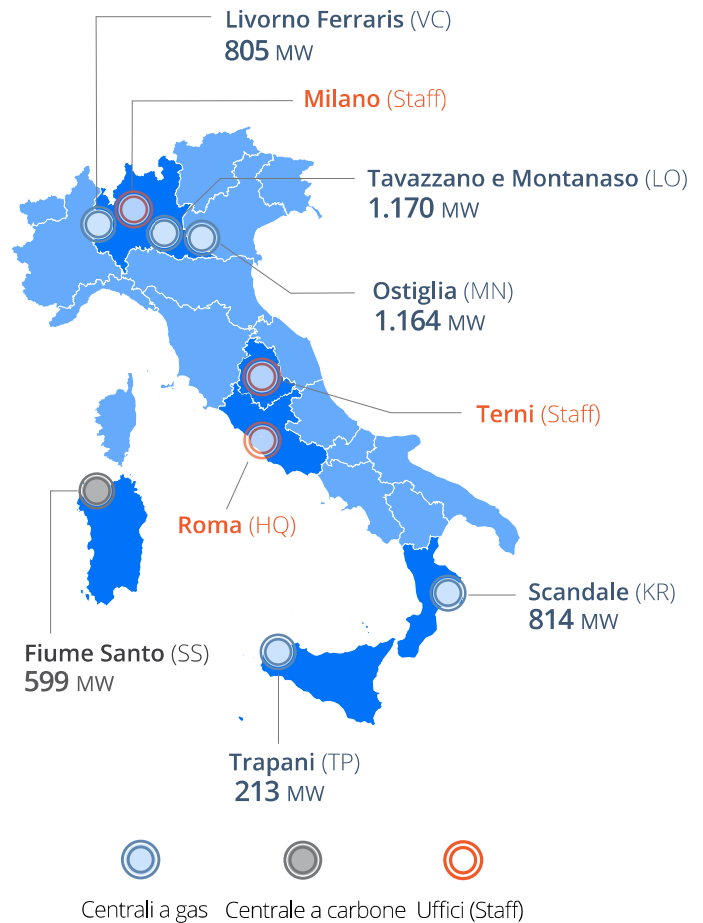 Livorno Ferraris (VC)
805 MW
Milano (Staff)
Tavazzano e Montanaso (LO)
1.170 MW
Ostiglia (MN)
1.164 MW
Terni (Staff)
Roma (HQ)
Scandale (KR)
814 MW
Fiume Santo (SS)
599 MW
Trapani (TP)
213 MW
Centrali a gas
Centrale a carbone
Uffici (Staff)